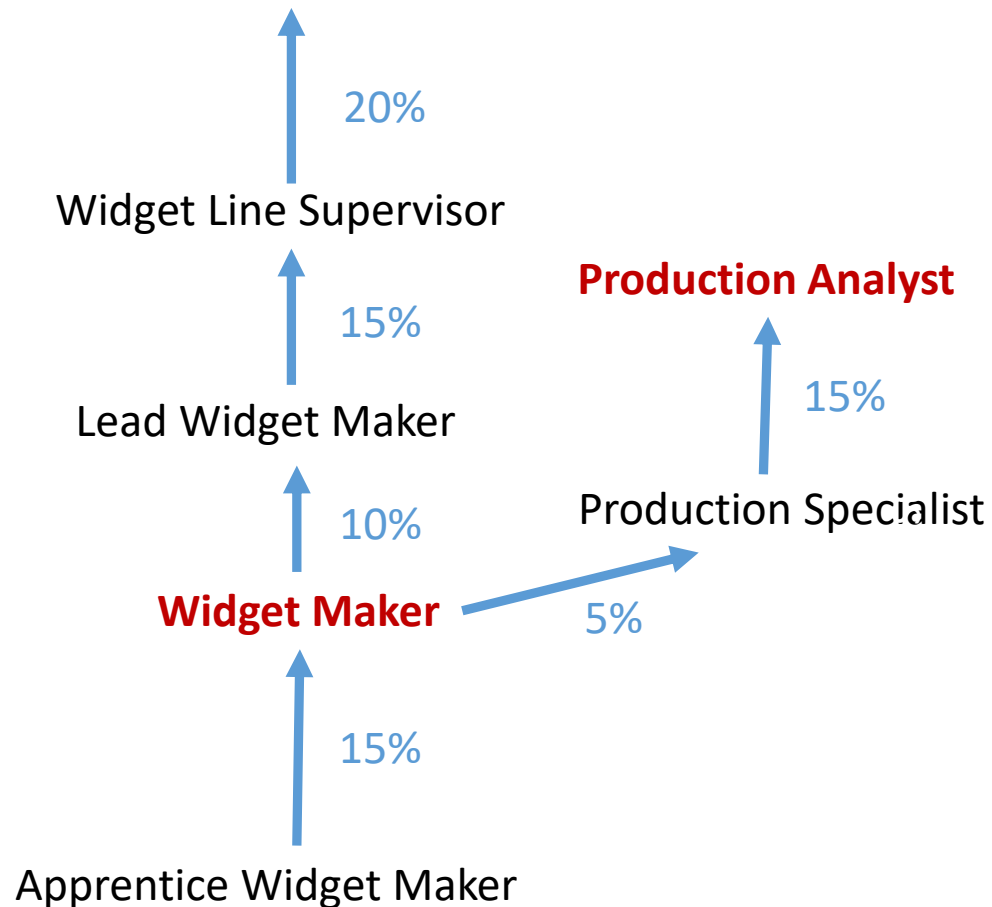 20%
Widget Line Supervisor
Production Analyst
15%
15%
Lead Widget Maker
Production Specialist
10%
Widget Maker
5%
15%
Apprentice Widget Maker